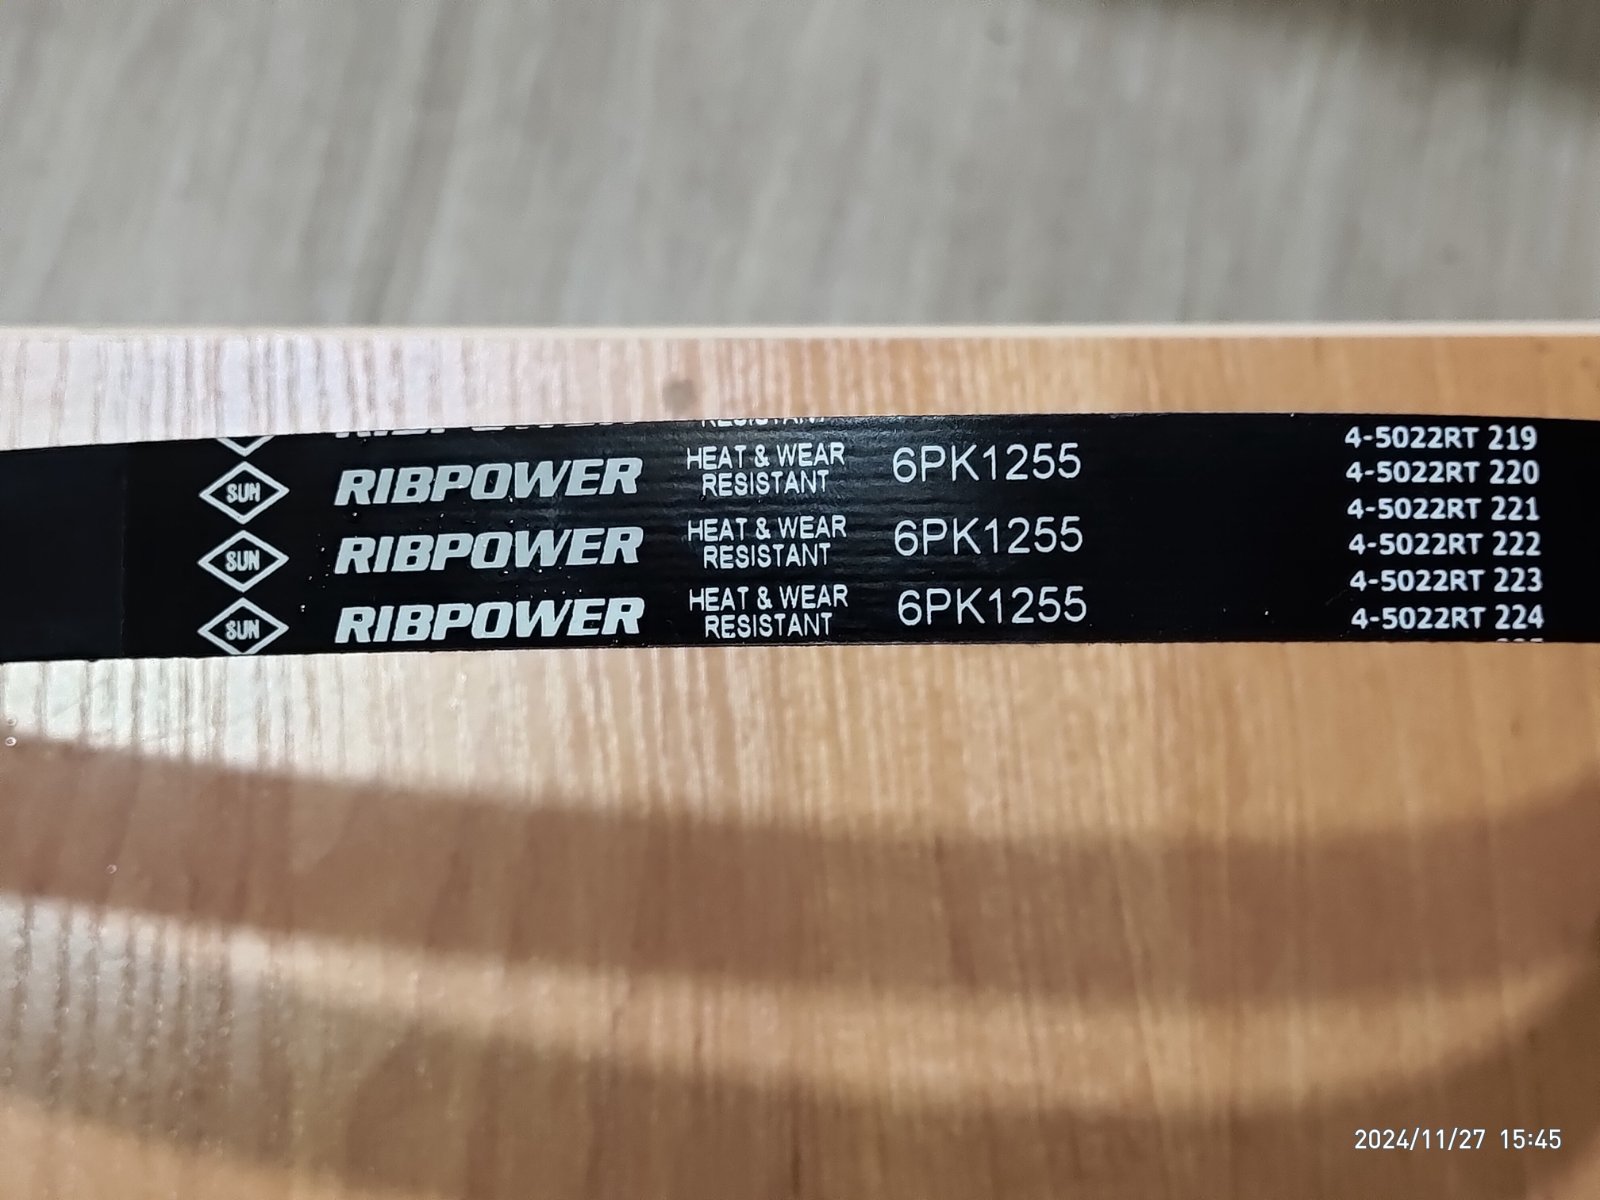 RESISTANT
4-5022RT 219
SUN RIBPOWER HEAT & WEAR RESISTANT 6PK1255
4-5022RT 220
4-5022RT 221
SUN RIBPOWER HEAT & WEAR RESISTANT 6PK1255
4-5022RT 222
4-5022RT 223
SUN RIBPOWER HEAT & WEAR RESISTANT 6PK1255
4-5022RT 224
2024/11/27 15:45